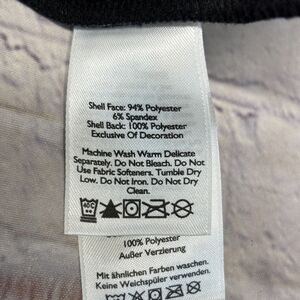 Shell Face: 94% Polyester
6% Spandex
Shell Back: 100% Polyester
Exclusive Of Decoration
Machine Wash Warm Delicate
Separately. Do Not Bleach. Do Not
Use Fabric Softeners. Tumble Dry
Low. Do Not Iron. Do Not Dry
Clean.
100% Polyester
Außer Verzierung
Mit ähnlichen Farben waschen.
Keine Weichspüler verwenden.